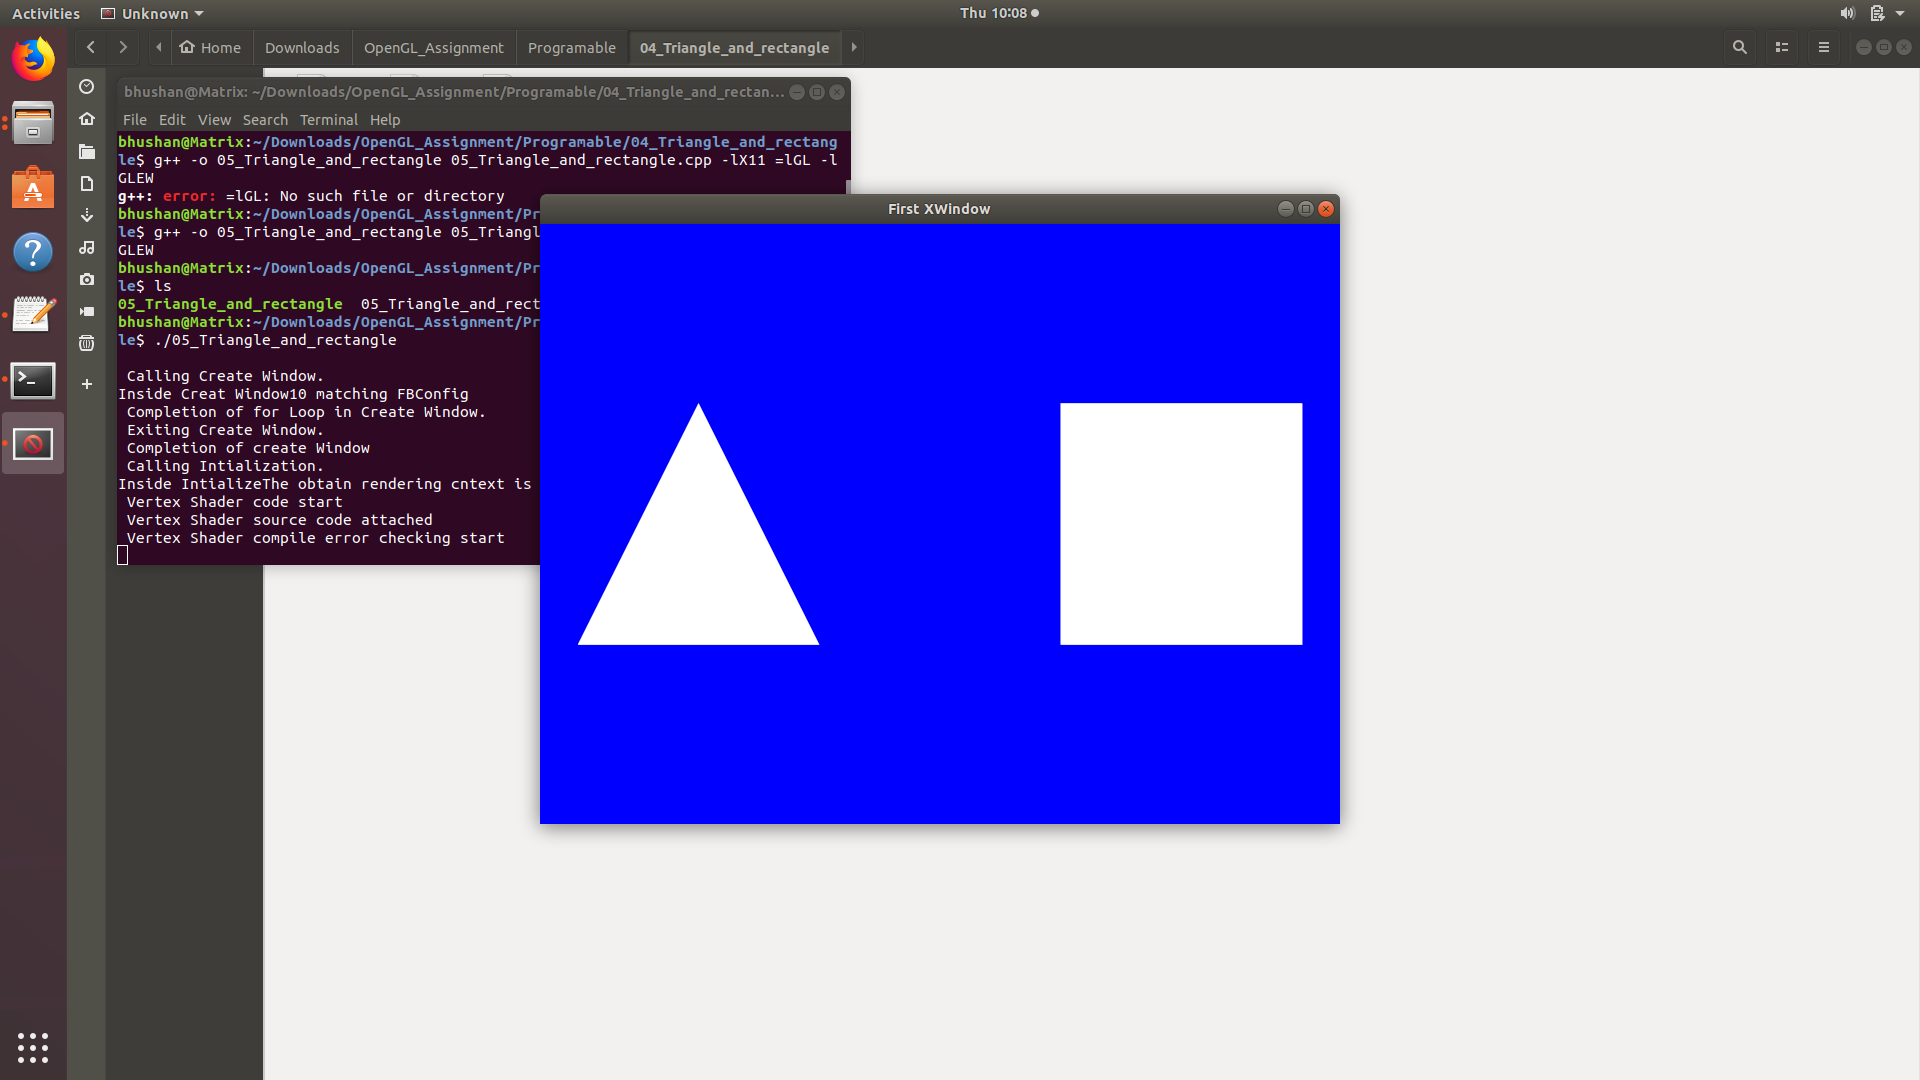 Activities Unknown Thu 10:08
Home Downloads OpenGL_Assignment Programable 04_Triangle_and_rectangle
bhushan@Matrix: ~/Downloads/OpenGL_Assignment/Programable/04_Triangle_and_rectan...
File Edit View Search Terminal Help
bhushan@Matrix:~/Downloads/OpenGL_Assignment/Programable/04_Triangle_and_rectang
le$ g++ -o 05_Triangle_and_rectangle 05_Triangle_and_rectangle.cpp -lX11 =lGL -l
GLEW
g++: error: =lGL: No such file or directory
bhushan@Matrix:~/Downloads/OpenGL_Assignment/Pr
le$ g++ -o 05_Triangle_and_rectangle 05_Triangl
GLEW
bhushan@Matrix:~/Downloads/OpenGL_Assignment/Pr
le$ ls
05_Triangle_and_rectangle 05_Triangle_and_rect
bhushan@Matrix:~/Downloads/OpenGL_Assignment/Pr
le$ ./05_Triangle_and_rectangle
Calling Create Window.
Inside Creat Window10 matching FBConfig
Completion of for Loop in Create Window.
Exiting Create Window.
Completion of create Window
Calling Intialization.
Inside IntializeThe obtain rendering cntext is
Vertex Shader code start
Vertex Shader source code attached
Vertex Shader compile error checking start
First XWindow